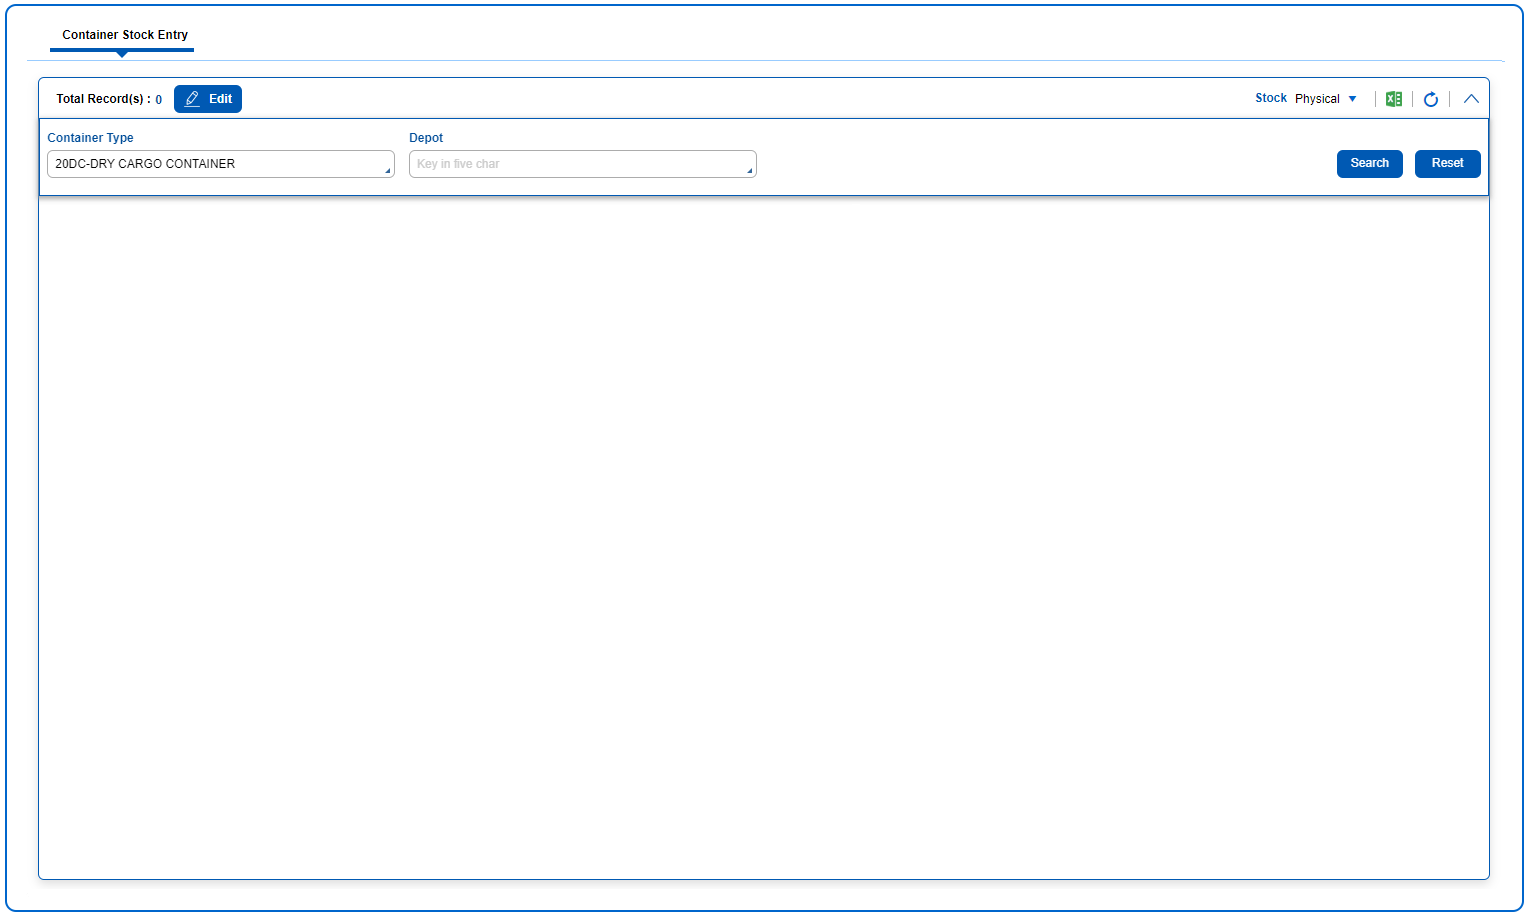 Container Stock Entry
Total Record(s) : 0 Edit Stock Physical
Container Type Depot
20DC-DRY CARGO CONTAINER Key in five char Search Reset